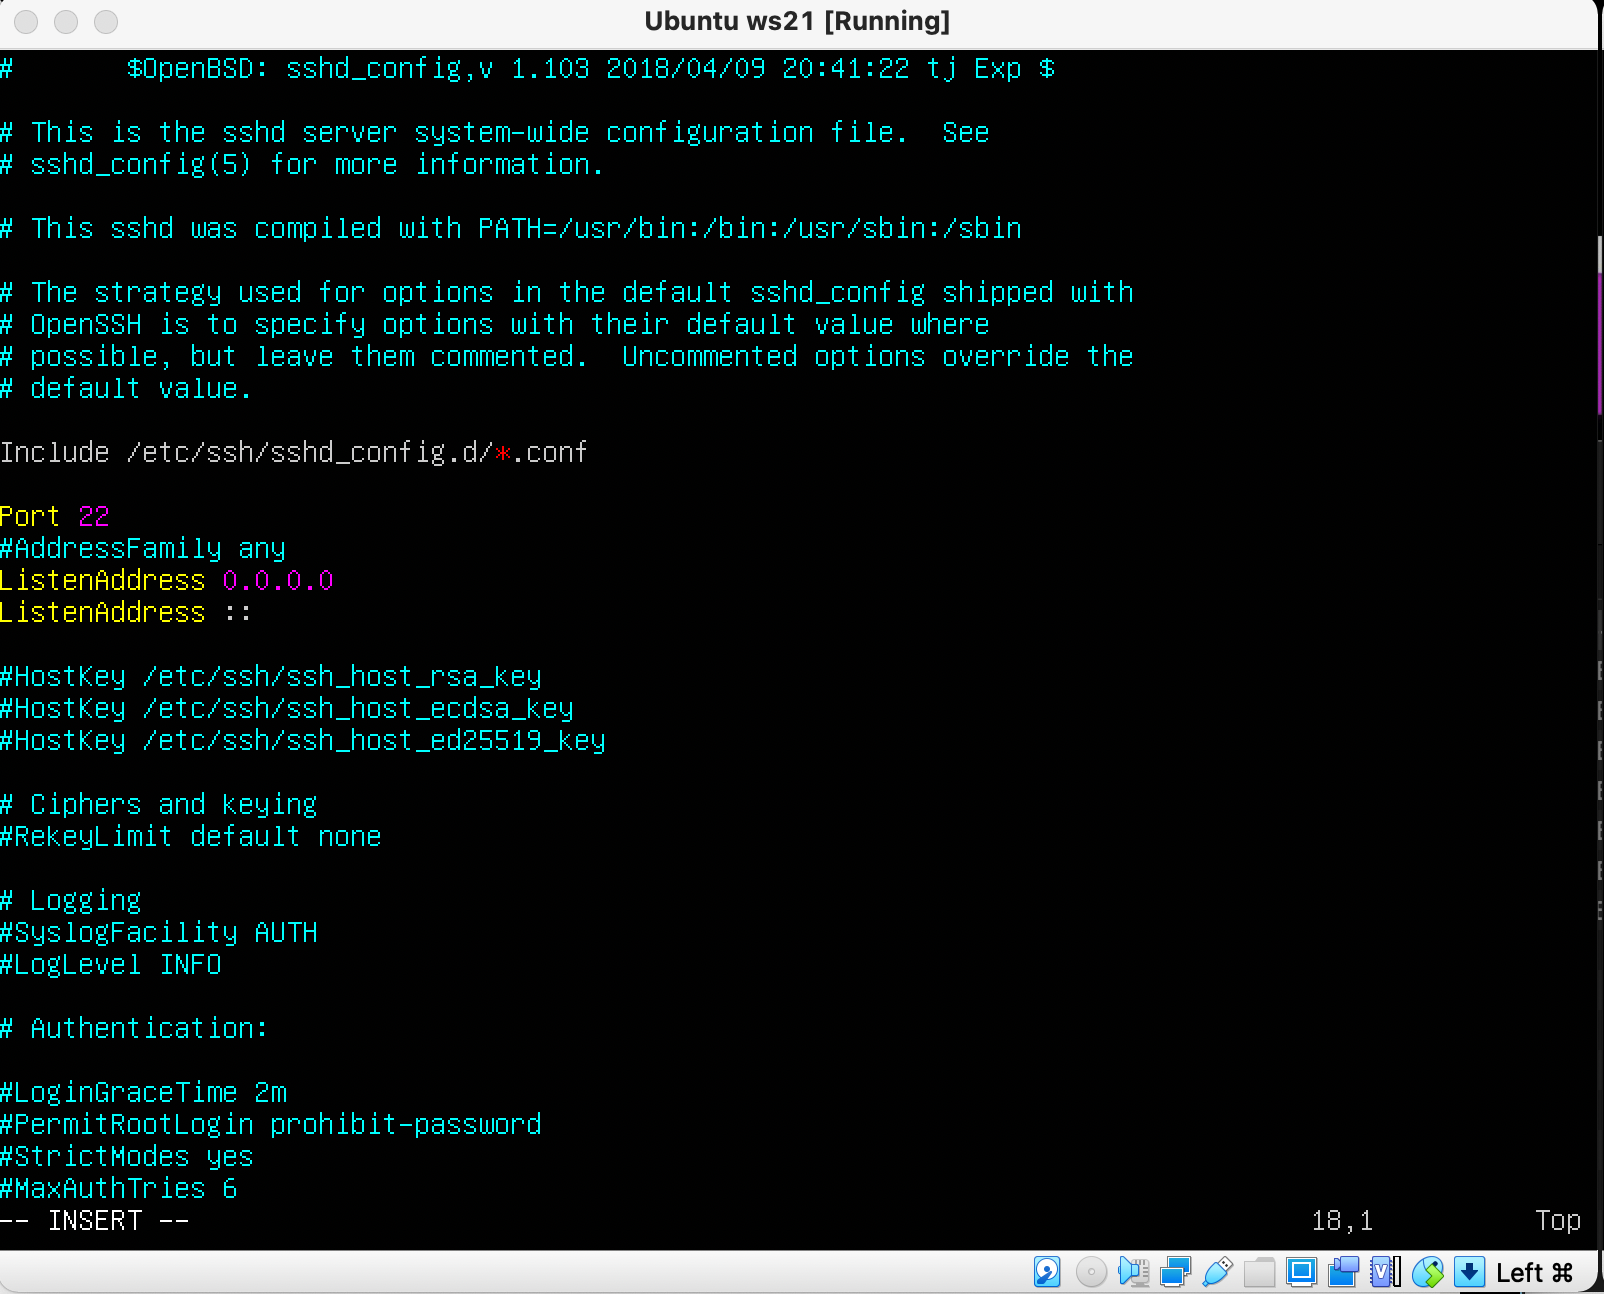 Ubuntu ws21 [Running]
#       $OpenBSD: sshd_config,v 1.103 2018/04/09 20:41:22 tj Exp $
# This is the sshd server system-wide configuration file.  See
# sshd_config(5) for more information.
# This sshd was compiled with PATH=/usr/bin:/bin:/usr/sbin:/sbin
# The strategy used for options in the default sshd_config shipped with
# OpenSSH is to specify options with their default value where
# possible, but leave them commented.  Uncommented options override the
# default value.
Include /etc/ssh/sshd_config.d/*.conf
Port 22
#AddressFamily any
ListenAddress 0.0.0.0
ListenAddress ::
#HostKey /etc/ssh/ssh_host_rsa_key
#HostKey /etc/ssh/ssh_host_ecdsa_key
#HostKey /etc/ssh/ssh_host_ed25519_key
# Ciphers and keying
#RekeyLimit default none
# Logging
#SyslogFacility AUTH
#LogLevel INFO
# Authentication:
#LoginGraceTime 2m
#PermitRootLogin prohibit-password
#StrictModes yes
#MaxAuthTries 6
-- INSERT --                18,1          Top
Left ⌘